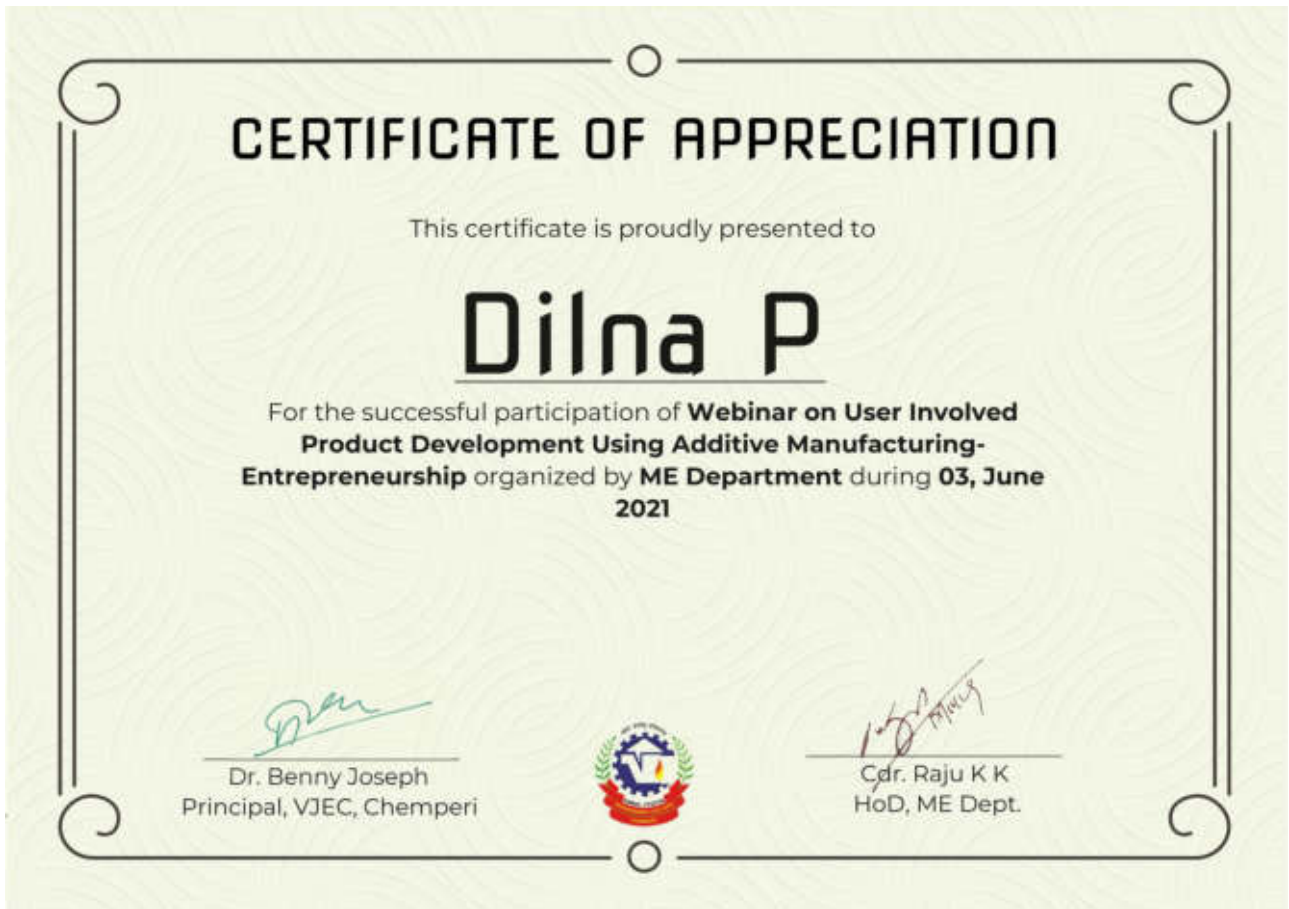 CERTIFICATE OF APPRECIATION
This certificate is proudly presented to
Dilna P
For the successful participation of Webinar on User Involved
Product Development Using Additive Manufacturing-
Entrepreneurship organized by ME Department during 03, June
2021
Dr. Benny Joseph
Principal, VJEC, Chemperi
Cdr. Raju K K
HoD, ME Dept.